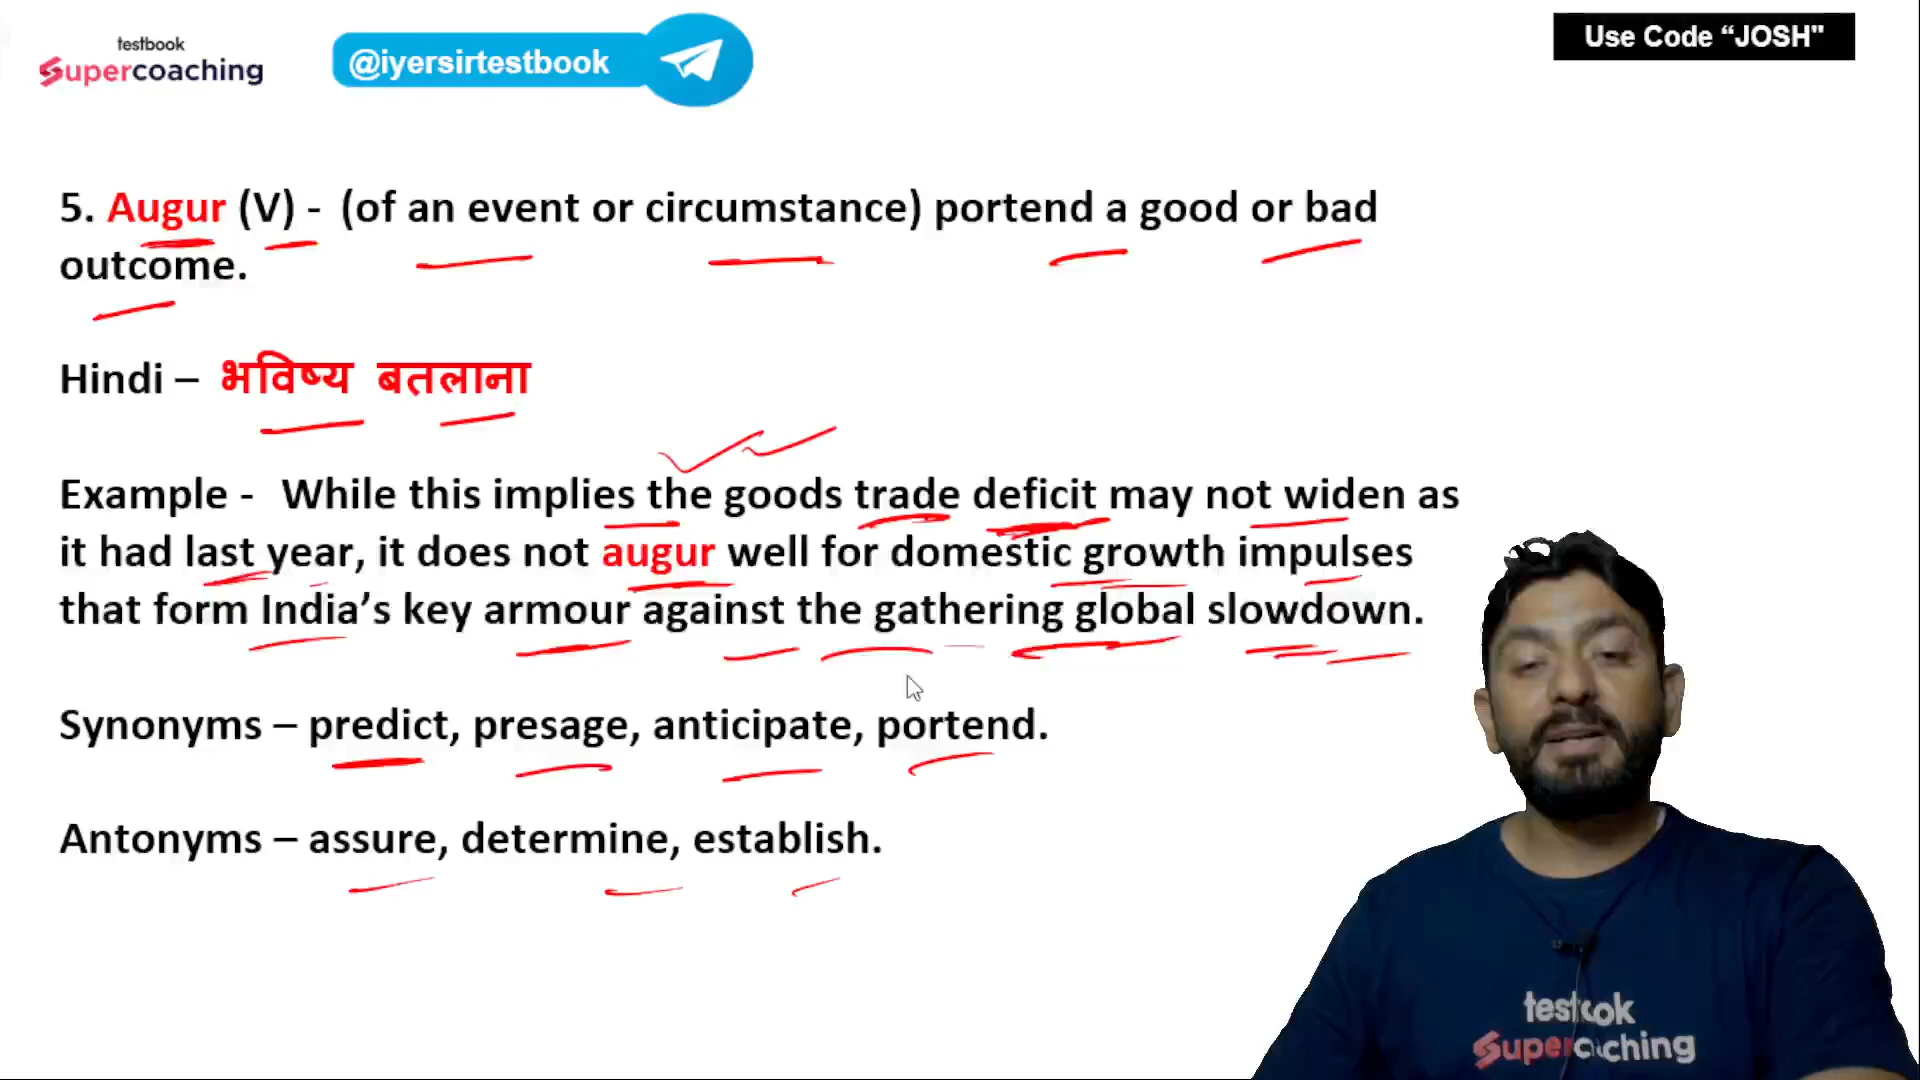 testbook
Supercoaching
@iyersirtestbook
Use Code “JOSH"
5. Augur (V) - (of an event or circumstance) portend a good or bad
outcome.
Hindi – भविष्य बतलाना
Example - While this implies the goods trade deficit may not widen as
it had last year, it does not augur well for domestic growth impulses
that form India’s key armour against the gathering global slowdown.
Synonyms – predict, presage, anticipate, portend.
Antonyms – assure, determine, establish.